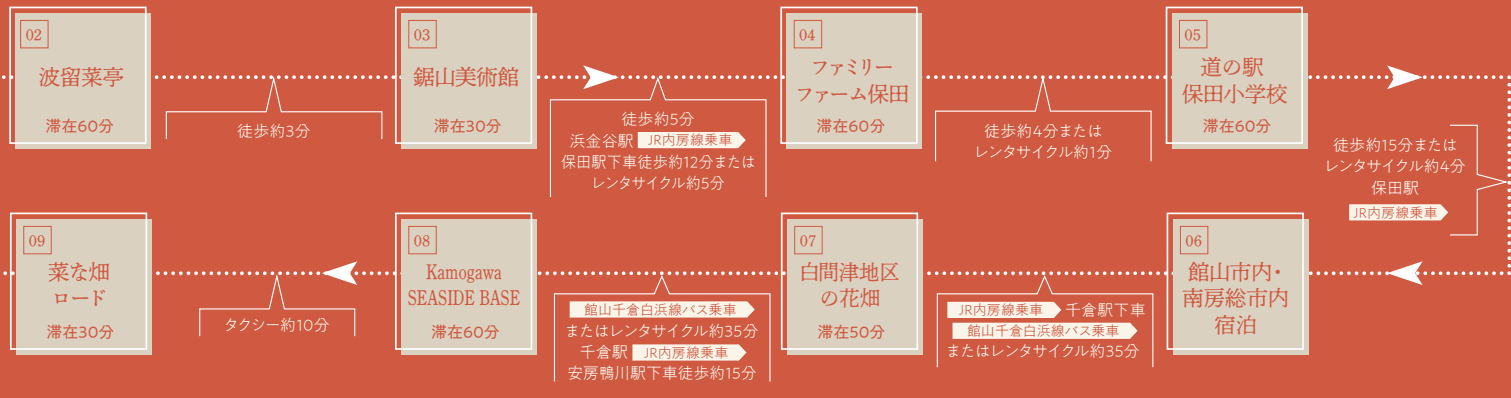 02
波留菜亭
滞在60分
徒歩約3分
03
鋸山美術館
滞在30分
徒歩約5分
浜金谷駅 JR内房線乗車
保田駅下車徒歩約12分または
レンタサイクル約5分
04
ファミリー
ファーム保田
滞在60分
徒歩約4分または
レンタサイクル約1分
05
道の駅
保田小学校
滞在60分
徒歩約15分または
レンタサイクル約4分
保田駅
JR内房線乗車
06
館山市内・
南房総市内
宿泊
JR内房線乗車 千倉駅下車
館山千倉白浜線バス乗車
またはレンタサイクル約35分
07
白間津地区
の花畑
滞在50分
館山千倉白浜線バス乗車
またはレンタサイクル約35分
千倉駅 JR内房線乗車
安房鴨川駅下車徒歩約15分
08
Kamogawa
SEASIDE BASE
滞在60分
タクシー約10分
09
菜な畑
ロード
滞在30分